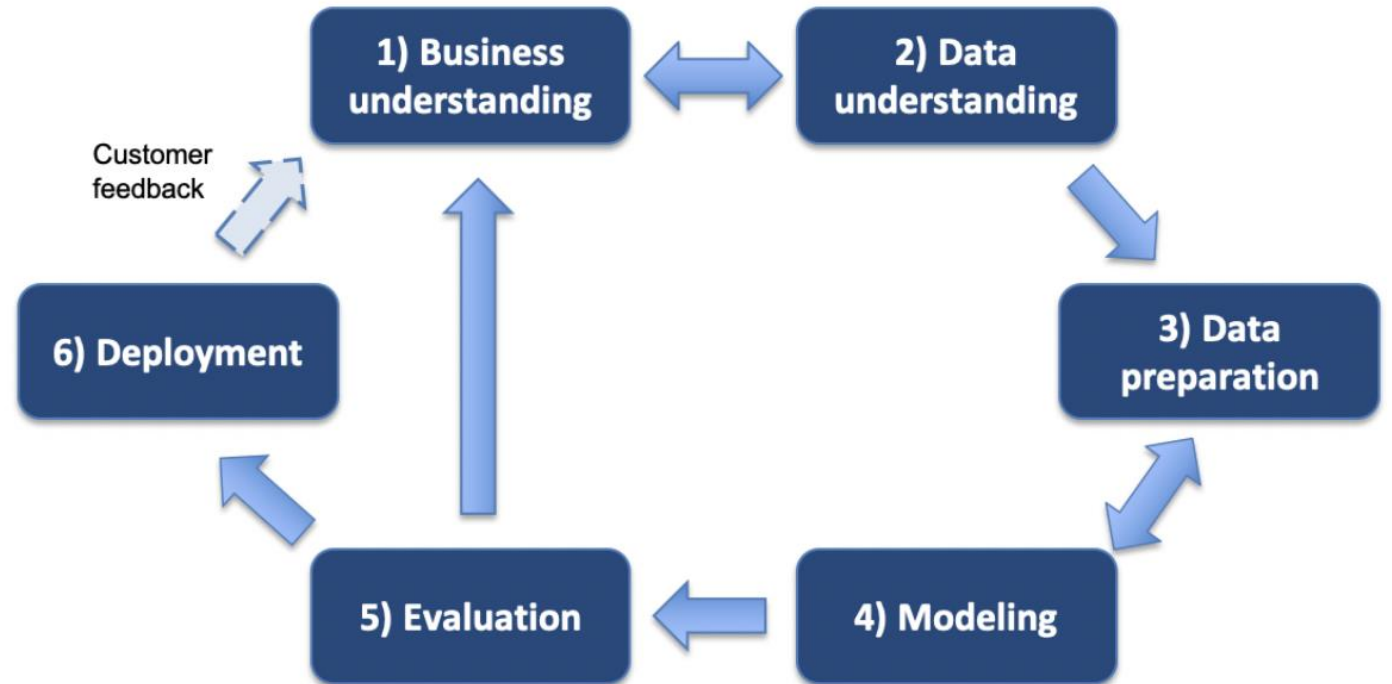 1) Business
understanding
2) Data
understanding
Customer
feedback
6) Deployment
3) Data
preparation
5) Evaluation
4) Modeling